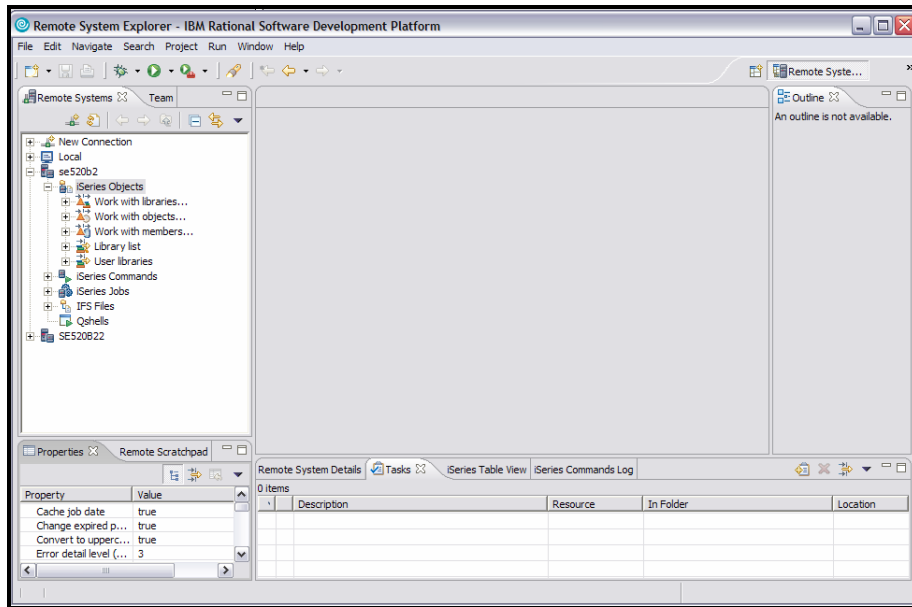 Remote System Explorer - IBM Rational Software Development Platform
File Edit Navigate Search Project Run Window Help
Remote Syste...
»
Remote Systems
Team
New Connection
Local
se520b2
iSeries Objects
Work with libraries...
Work with objects...
Work with members...
Library list
User libraries
iSeries Commands
iSeries Jobs
IFS Files
Qshells
SE520B22
Outline
An outline is not available.
Properties
Remote Scratchpad
Property Value
Cache job date true
Change expired p... true
Convert to upperc... true
Error detail level (... 3
Remote System Details
Tasks
iSeries Table View
iSeries Commands Log
0 items
Description Resource In Folder Location